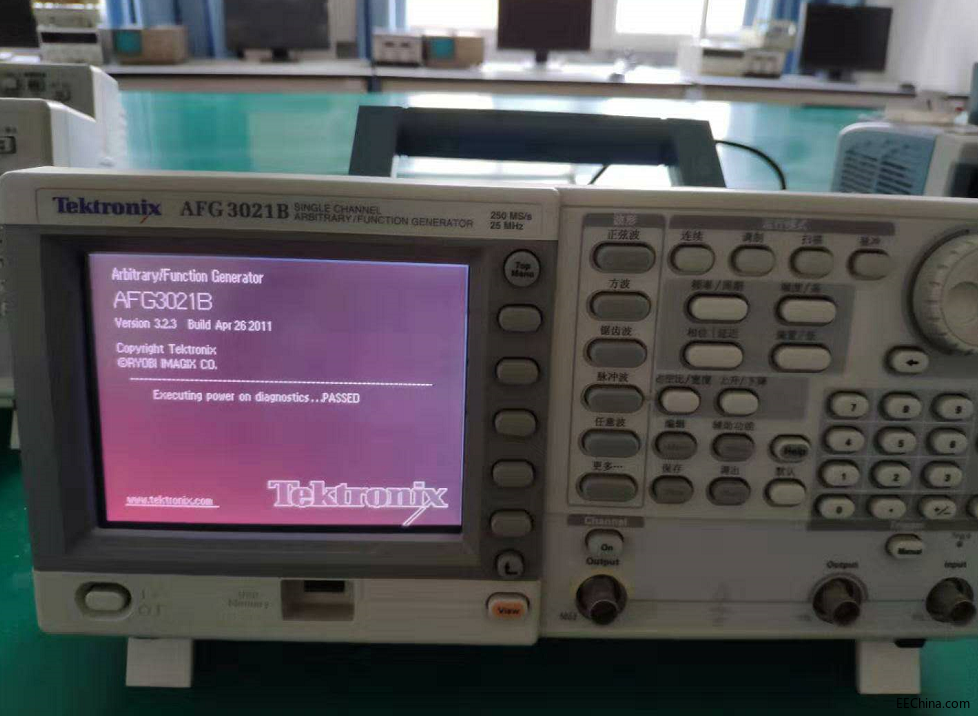 Tektronix AFG 3021B SINGLE CHANNEL
ARBITRARY/FUNCTION GENERATOR
250 MS/s
25 MHz
Arbitrary/Function Generator
AFG3021B
Version 3.2.3 Build Apr 26 2011
Copyright Tektronix
©RYOBI IMAGIX CO.
Executing power on diagnostics...PASSED
www.tektronix.com
Tektronix
Top
Menu
USB
Memory
View
正弦波
方波
锯齿波
脉冲波
任意波
更多…
运行模式
连续 调制 扫描 脉冲
频率/周期 幅度/高
相位|延迟 偏置/低
占空比/宽度 上升/下降
编辑 辅助功能
Help
保存 调出 默认
7 8 9
4 5 6
1 2 3
0 . +/-
Channel
On
Output
Manual
Output
Input
EEChina.com